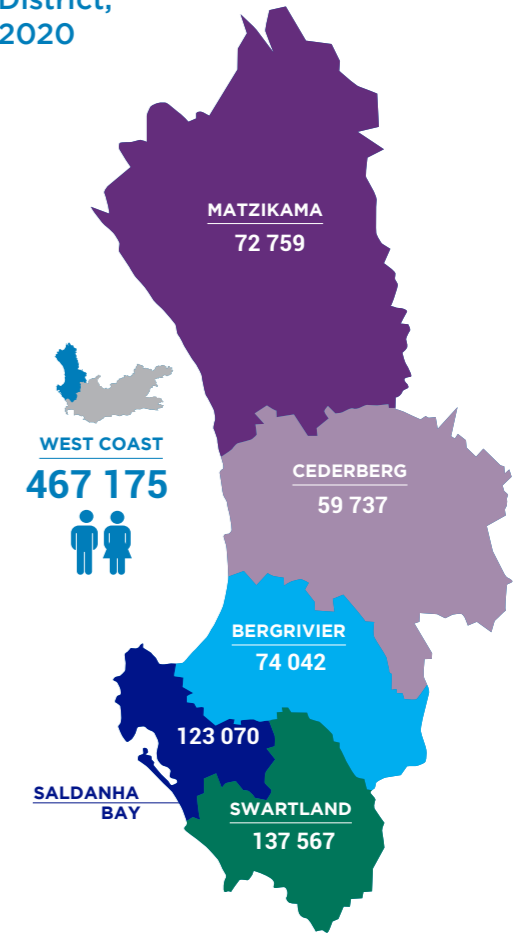 District,
2020
MATZIKAMA
72 759
WEST COAST
467 175
CEDERBERG
59 737
BERGRIVIER
74 042
123 070
SALDANHA
BAY
SWARTLAND
137 567